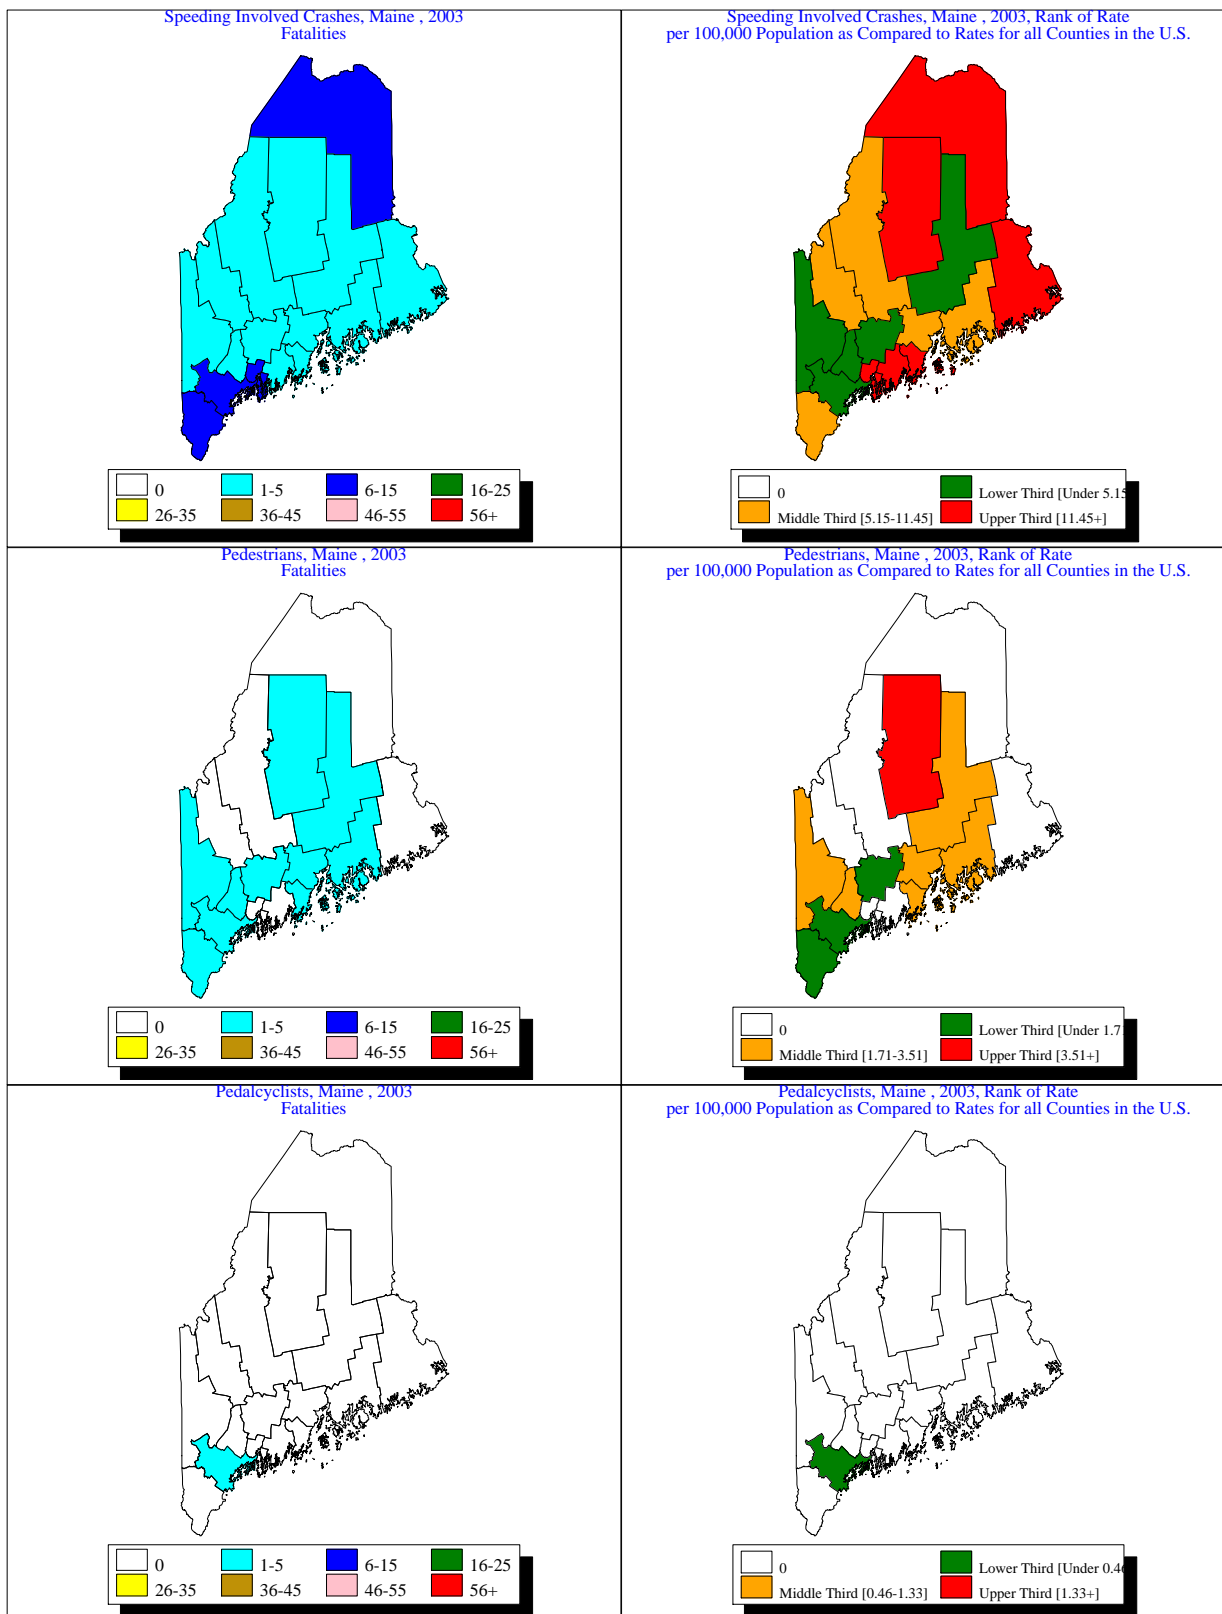 Speeding Involved Crashes, Maine , 2003
Fatalities
0
1-5
6-15
16-25
26-35
36-45
46-55
56+
Speeding Involved Crashes, Maine , 2003, Rank of Rate
per 100,000 Population as Compared to Rates for all Counties in the U.S.
0
Lower Third [Under 5.15
Middle Third [5.15-11.45]
Upper Third [11.45+]
Pedestrians, Maine , 2003
Fatalities
0
1-5
6-15
16-25
26-35
36-45
46-55
56+
Pedestrians, Maine , 2003, Rank of Rate
per 100,000 Population as Compared to Rates for all Counties in the U.S.
0
Lower Third [Under 1.71
Middle Third [1.71-3.51]
Upper Third [3.51+]
Pedalcyclists, Maine , 2003
Fatalities
0
1-5
6-15
16-25
26-35
36-45
46-55
56+
Pedalcyclists, Maine , 2003, Rank of Rate
per 100,000 Population as Compared to Rates for all Counties in the U.S.
0
Lower Third [Under 0.46
Middle Third [0.46-1.33]
Upper Third [1.33+]